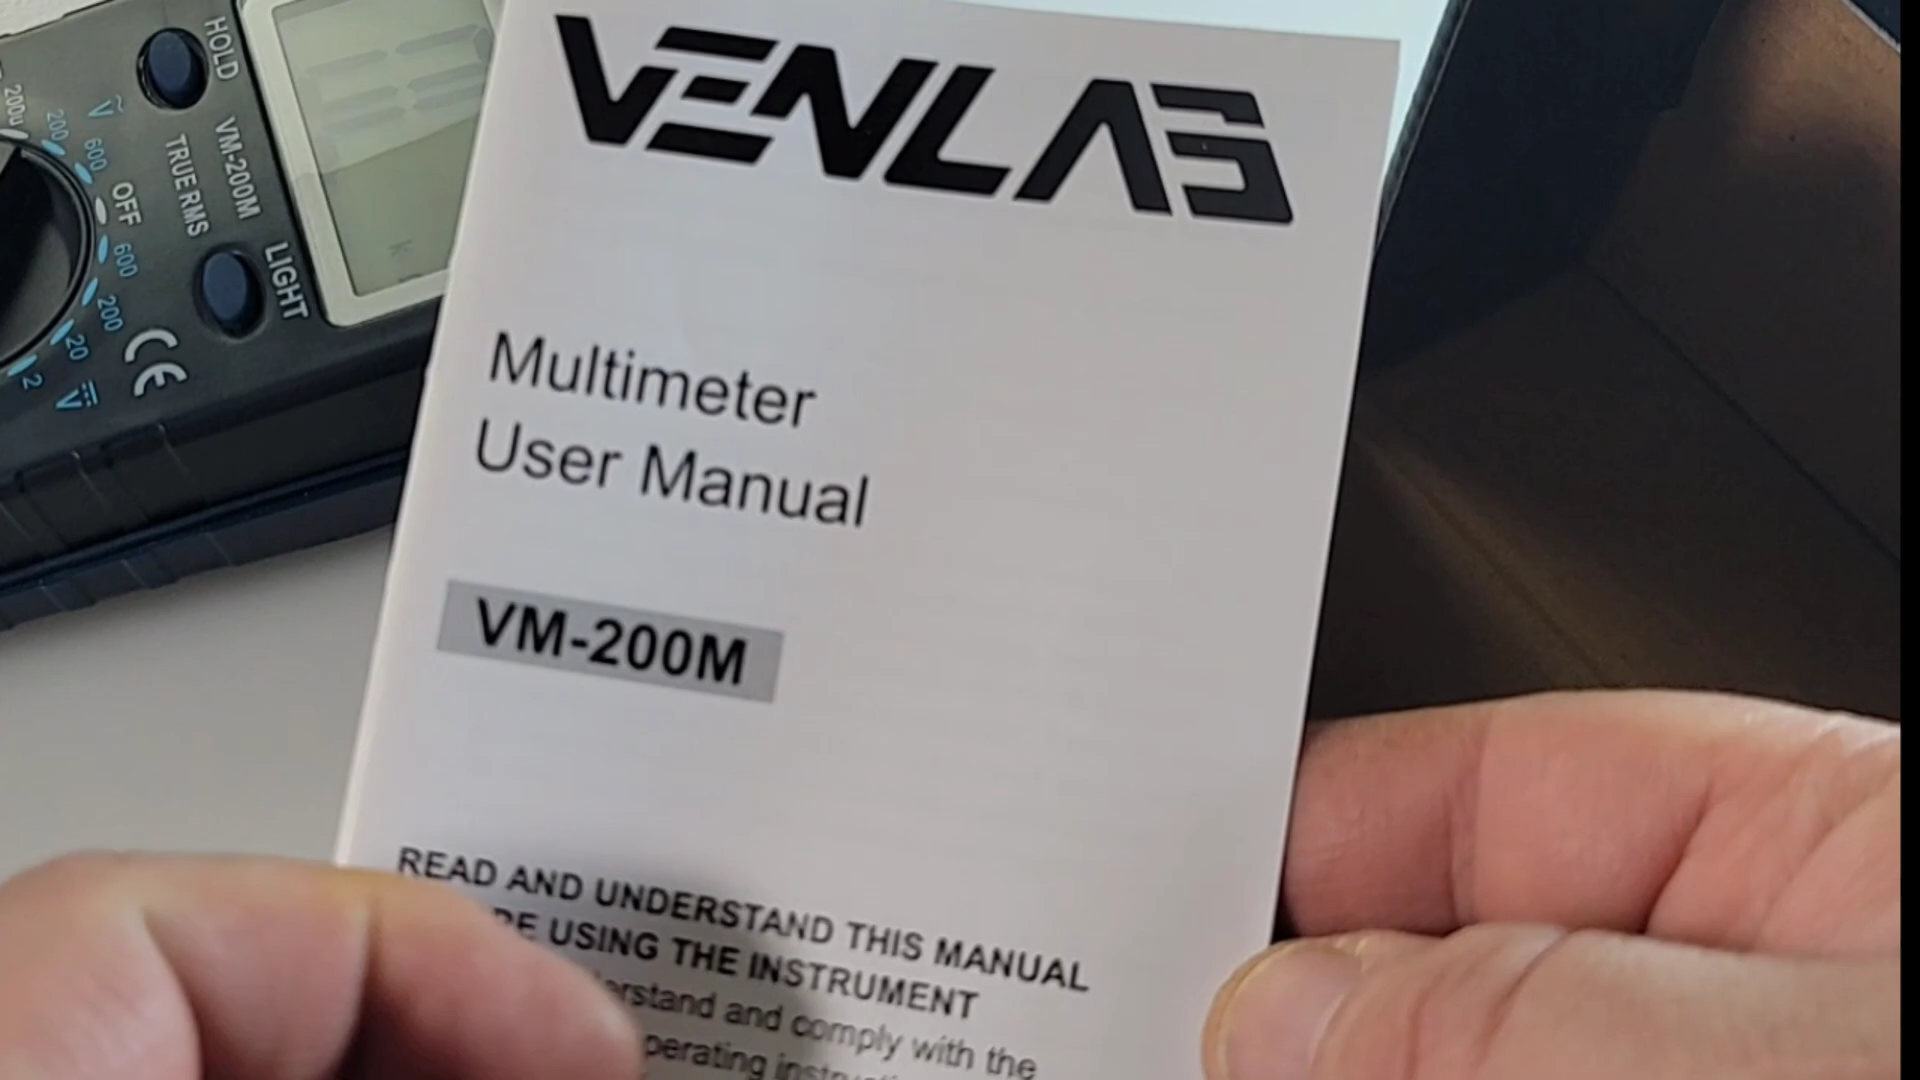 VENLAB
Multimeter
User Manual
VM-200M
READ AND UNDERSTAND THIS MANUAL
USING THE INSTRUMENT
and comply with the
HOLD
VM-200M
TRUE RMS
LIGHT
200u
200
600
OFF
600
200
20
2
V
V
CE